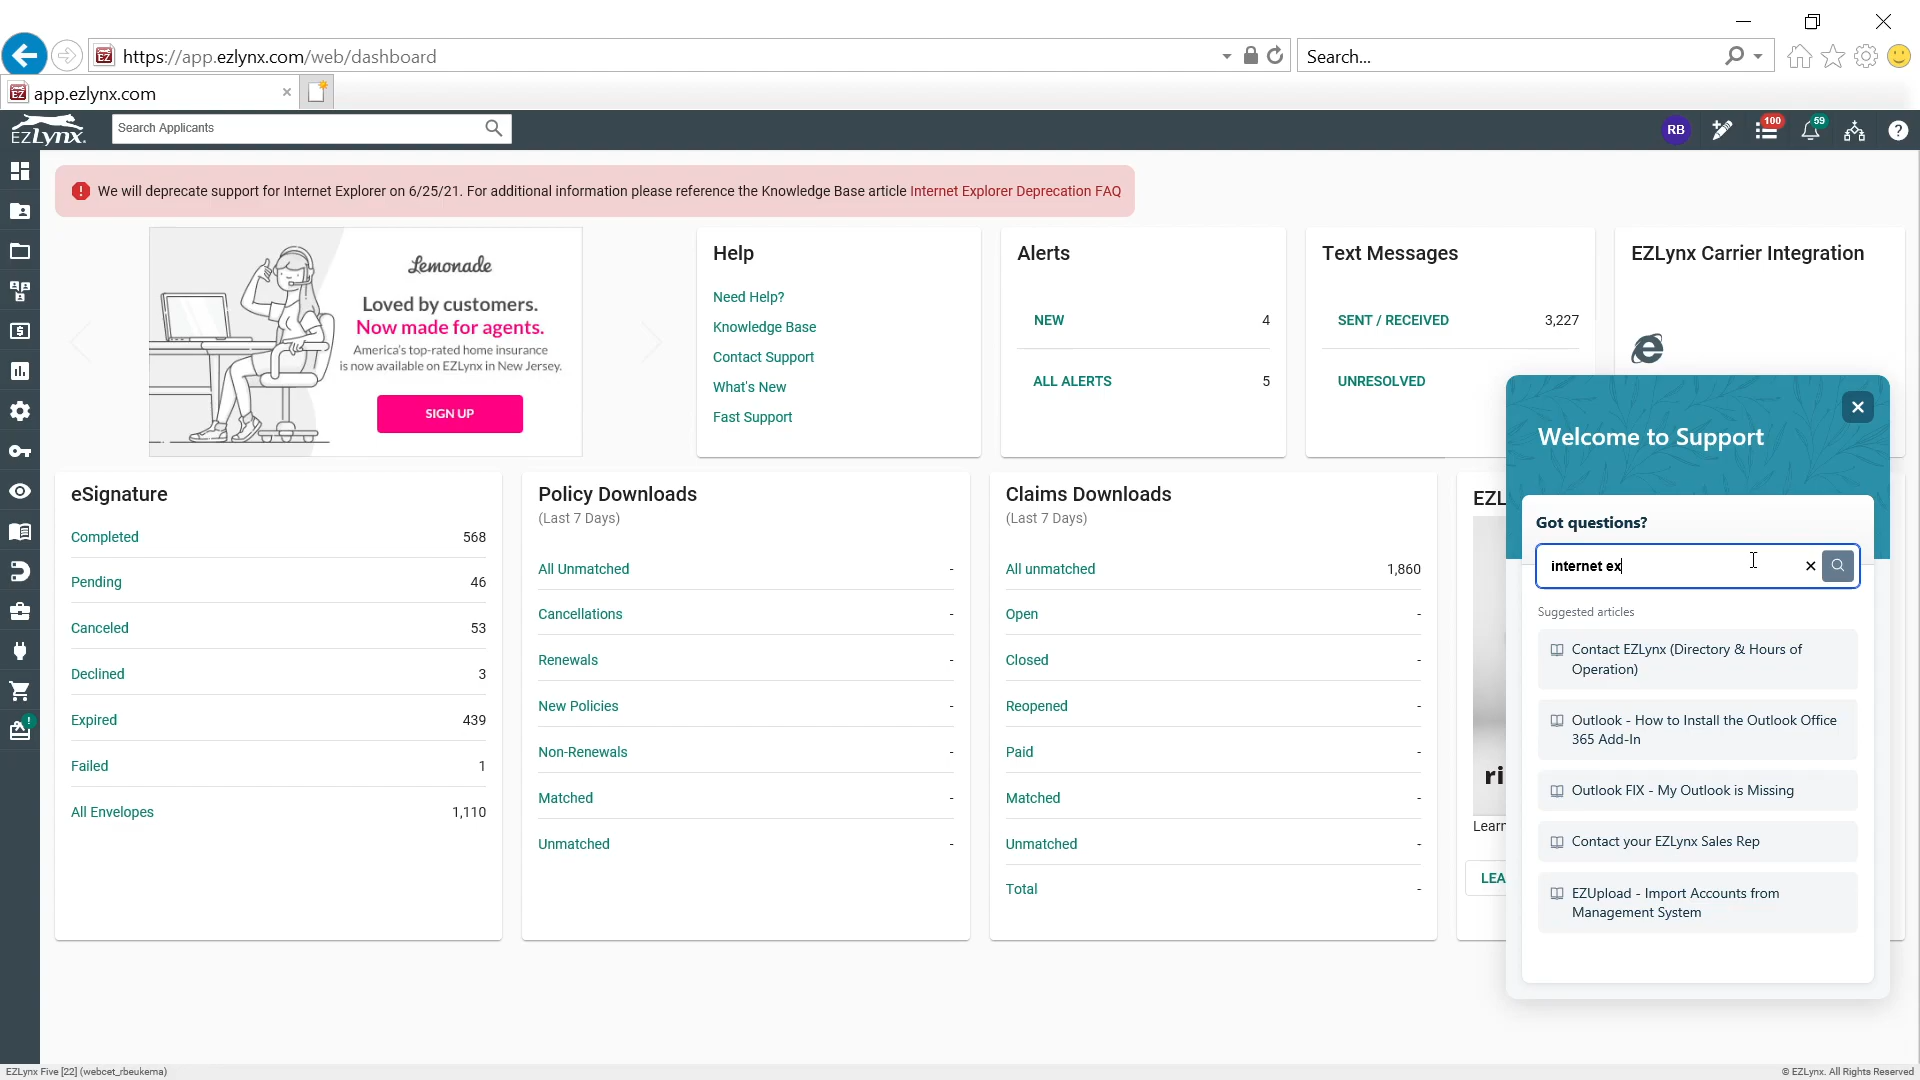 https://app.ezlynx.com/web/dashboard
Search...
app.ezlynx.com
EZLynx
Search Applicants
RB
100
59
We will deprecate support for Internet Explorer on 6/25/21. For additional information please reference the Knowledge Base article Internet Explorer Deprecation FAQ
Lemonade
Loved by customers.
Now made for agents.
America's top-rated home insurance
is now available on EZLynx in New Jersey.
SIGN UP
Help
Need Help?
Knowledge Base
Contact Support
What's New
Fast Support
Alerts
NEW 4
ALL ALERTS 5
Text Messages
SENT / RECEIVED 3,227
UNRESOLVED
EZLynx Carrier Integration
eSignature
Completed 568
Pending 46
Canceled 53
Declined 3
Expired 439
Failed 1
All Envelopes 1,110
Policy Downloads
(Last 7 Days)
All Unmatched -
Cancellations -
Renewals -
New Policies -
Non-Renewals -
Matched -
Unmatched -
Claims Downloads
(Last 7 Days)
All unmatched 1,860
Open -
Closed -
Reopened -
Paid -
Matched -
Unmatched -
Total -
EZL
ri
Learn
LEA
Welcome to Support
Got questions?
internet ex
Suggested articles
Contact EZLynx (Directory & Hours of
Operation)
Outlook - How to Install the Outlook Office
365 Add-In
Outlook FIX - My Outlook is Missing
Contact your EZLynx Sales Rep
EZUpload - Import Accounts from
Management System
EZLynx Five [22] (webcet_rbeukema)
© EZLynx. All Rights Reserved